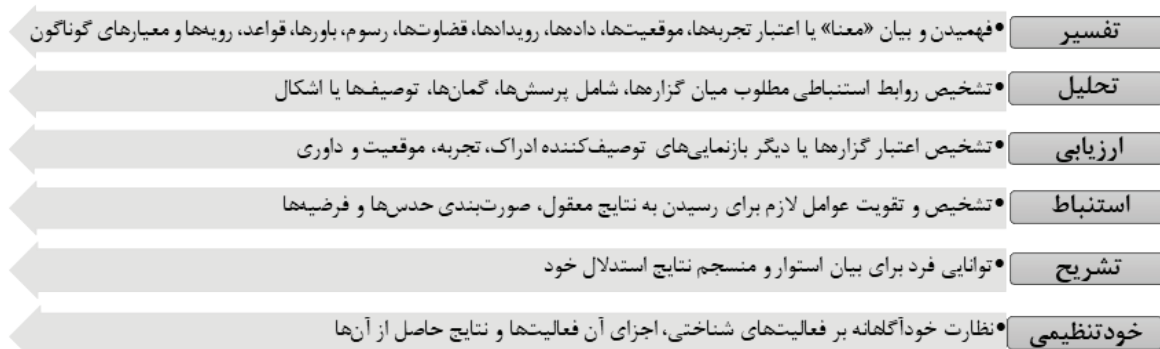 تفسیر
•فهمیدن و بیان «معنا» یا اعتبار تجربه‌ها، موقعیت‌ها، داده‌ها، رویدادها، قضاوت‌ها، رسوم، باورها، قواعد، رویه‌ها و معیارهای گوناگون
تحلیل
•تشخیص روابط استنباطی مطلوب میان گزاره‌ها، شامل پرسش‌ها، گمان‌ها، توصیف‌ها یا اشکال
ارزیابی
•تشخیص اعتبار گزاره‌ها یا دیگر بازنمایی‌های توصیف‌کننده ادراک، تجربه، موقعیت و داوری
استنباط
•تشخیص و تقویت عوامل لازم برای رسیدن به نتایج معقول، صورت‌بندی حدس‌ها و فرضیه‌ها
تشریح
•توانایی فرد برای بیان استوار و منسجم نتایج استدلال خود
خودتنظیمی
•نظارت خودآگاهانه بر فعالیت‌های شناختی، اجزای آن فعالیت‌ها و نتایج حاصل از آن‌ها